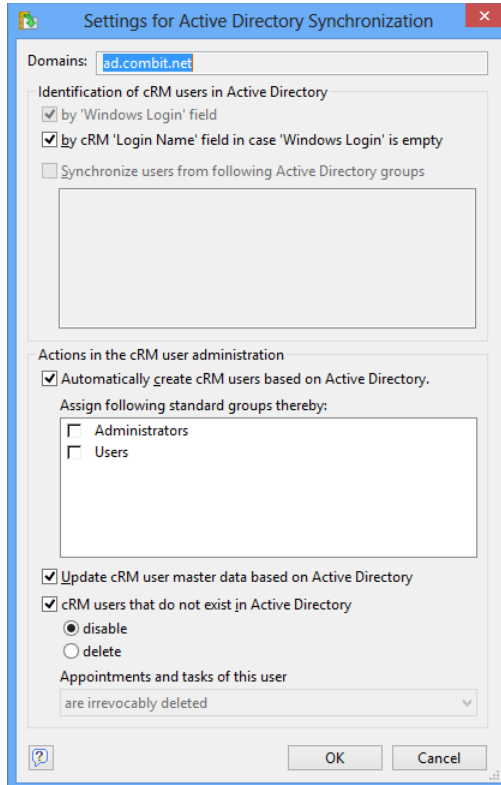 Settings for Active Directory Synchronization
Domains: ad.combit.net
Identification of cRM users in Active Directory
by 'Windows Login' field
by cRM 'Login Name' field in case 'Windows Login' is empty
Synchronize users from following Active Directory groups
Actions in the cRM user administration
Automatically create cRM users based on Active Directory.
Assign following standard groups thereby:
Administrators
Users
Update cRM user master data based on Active Directory
cRM users that do not exist in Active Directory
disable
delete
Appointments and tasks of this user
are irrevocably deleted
OK Cancel